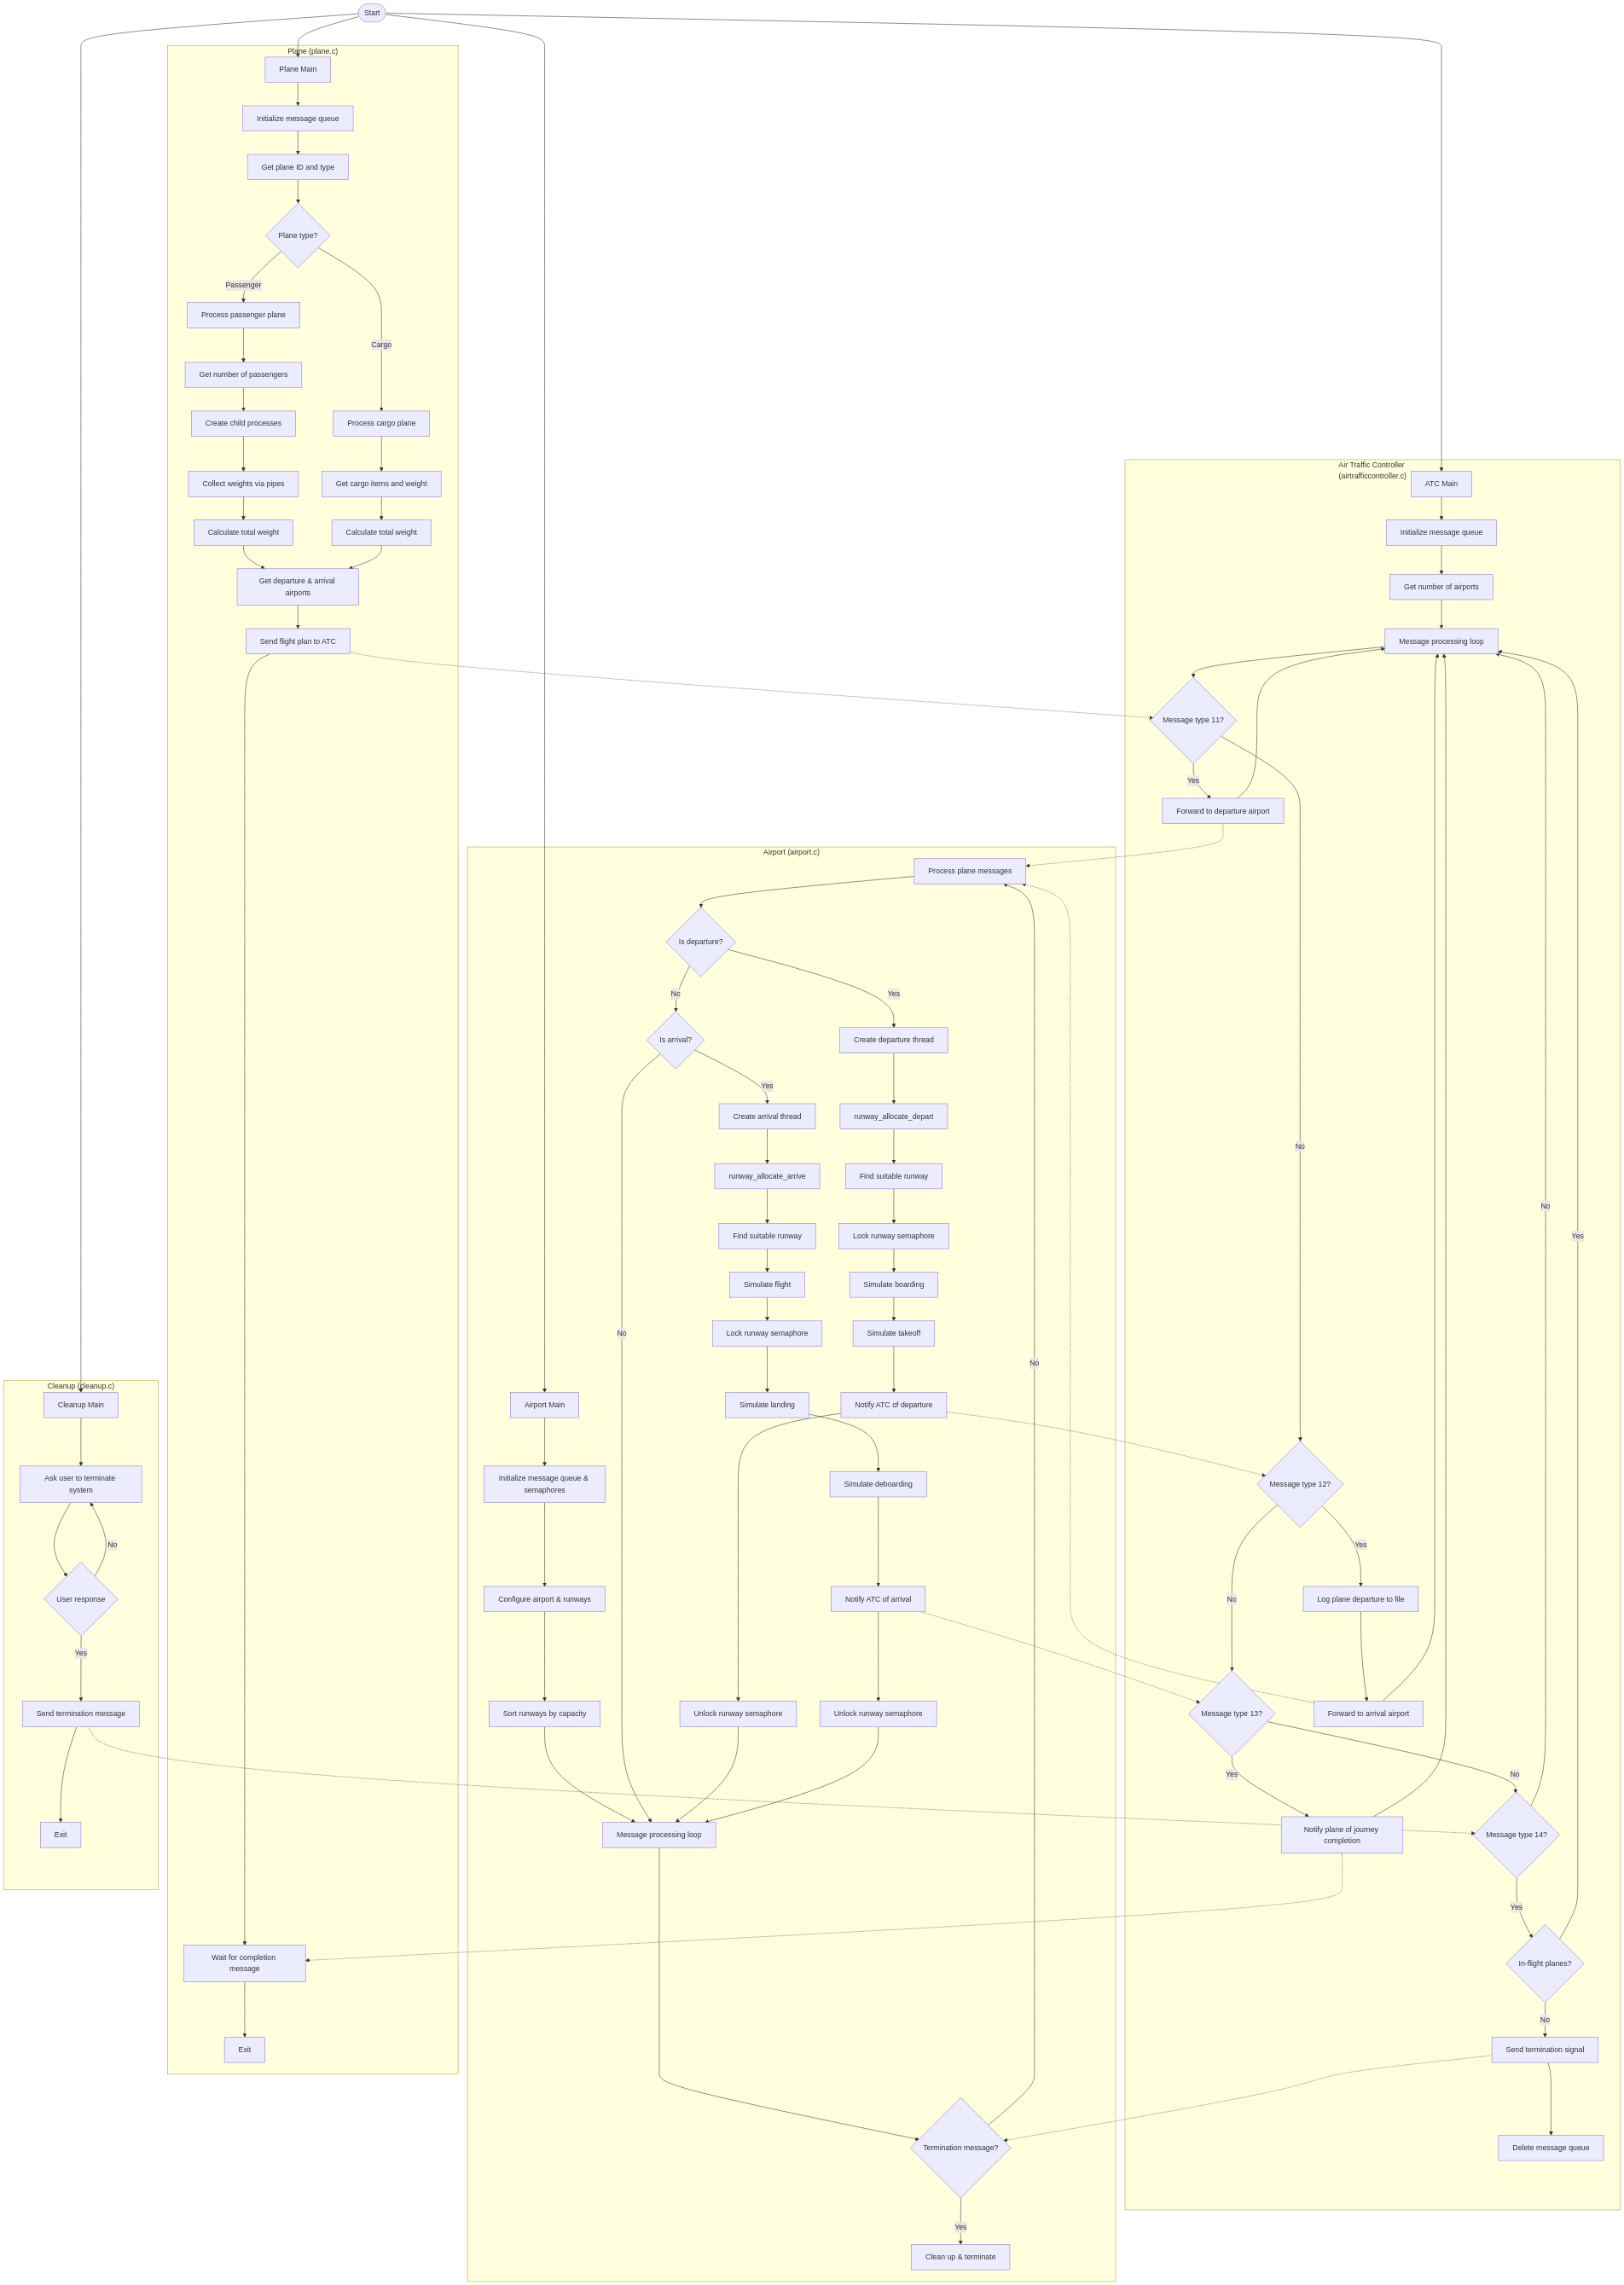 Start
Plane (plane.c)
Plane Main
Initialize message queue
Get plane ID and type
Plane type?
Passenger
Process passenger plane
Cargo
Get number of passengers
Create child processes
Process cargo plane
Collect weights via pipes
Get cargo items and weight
Calculate total weight
Calculate total weight
Get departure & arrival
airports
Send flight plan to ATC
Wait for completion
message
Exit
Air Traffic Controller
(airtrafficcontroller.c)
ATC Main
Initialize message queue
Get number of airports
Message processing loop
Message type 11?
Yes
Forward to departure airport
No
No
Yes
Message type 12?
Yes
No
Log plane departure to file
Message type 13?
Forward to arrival airport
Yes
No
Notify plane of journey
completion
Message type 14?
Yes
In-flight planes?
No
Send termination signal
Delete message queue
Airport (airport.c)
Process plane messages
Is departure?
No
Yes
Is arrival?
Create departure thread
Yes
Create arrival thread
runway_allocate_depart
runway_allocate_arrive
Find suitable runway
Find suitable runway
Lock runway semaphore
Simulate flight
Simulate boarding
No
Lock runway semaphore
Simulate takeoff
No
Airport Main
Simulate landing
Notify ATC of departure
Initialize message queue &
semaphores
Simulate deboarding
Configure airport & runways
Notify ATC of arrival
Sort runways by capacity
Unlock runway semaphore
Unlock runway semaphore
Message processing loop
Termination message?
Yes
Clean up & terminate
Cleanup (cleanup.c)
Cleanup Main
Ask user to terminate
system
No
User response
Yes
Send termination message
Exit